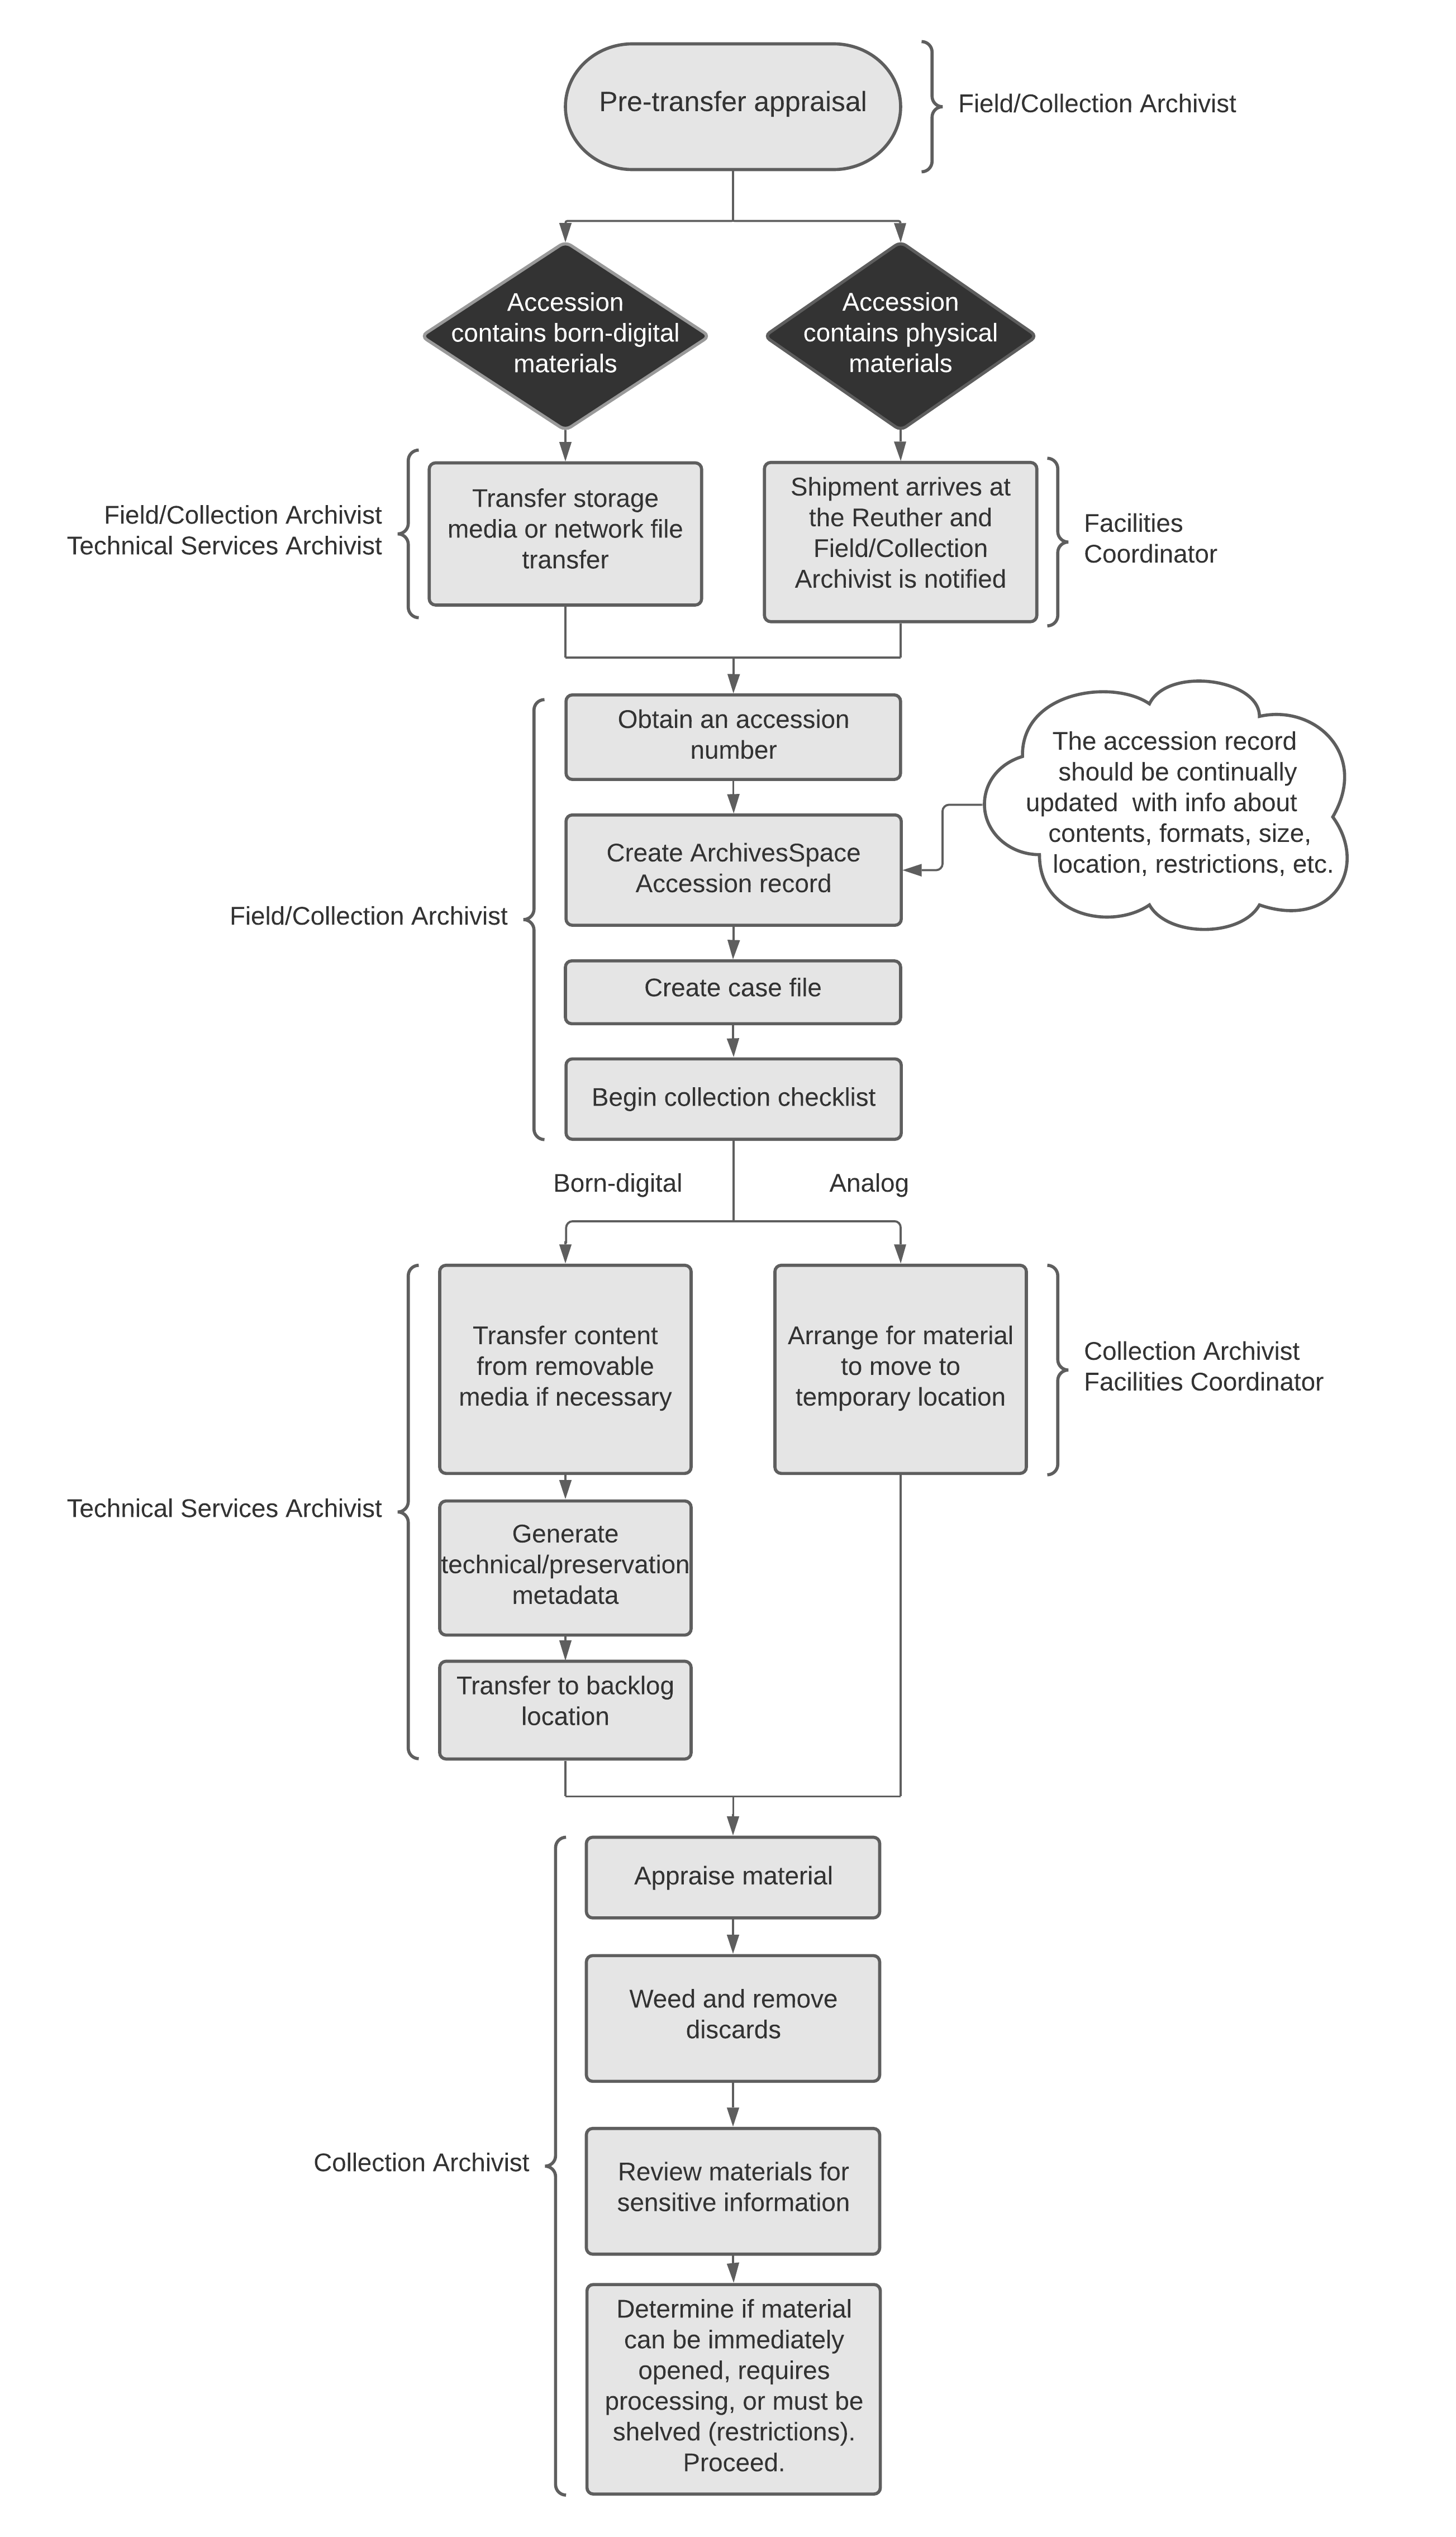 Pre-transfer appraisal
Field/Collection Archivist
Accession
contains born-digital
materials
Accession
contains physical
materials
Field/Collection Archivist
Technical Services Archivist
Transfer storage
media or network file
transfer
Shipment arrives at
the Reuther and
Field/Collection
Archivist is notified
Facilities
Coordinator
Obtain an accession
number
The accession record
should be continually
updated  with info about
contents, formats, size,
location, restrictions, etc.
Create ArchivesSpace
Accession record
Field/Collection Archivist
Create case file
Begin collection checklist
Born-digital
Analog
Transfer content
from removable
media if necessary
Arrange for material
to move to
temporary location
Collection Archivist
Facilities Coordinator
Technical Services Archivist
Generate
technical/preservation
metadata
Transfer to backlog
location
Appraise material
Weed and remove
discards
Collection Archivist
Review materials for
sensitive information
Determine if material
can be immediately
opened, requires
processing, or must be
shelved (restrictions).
Proceed.